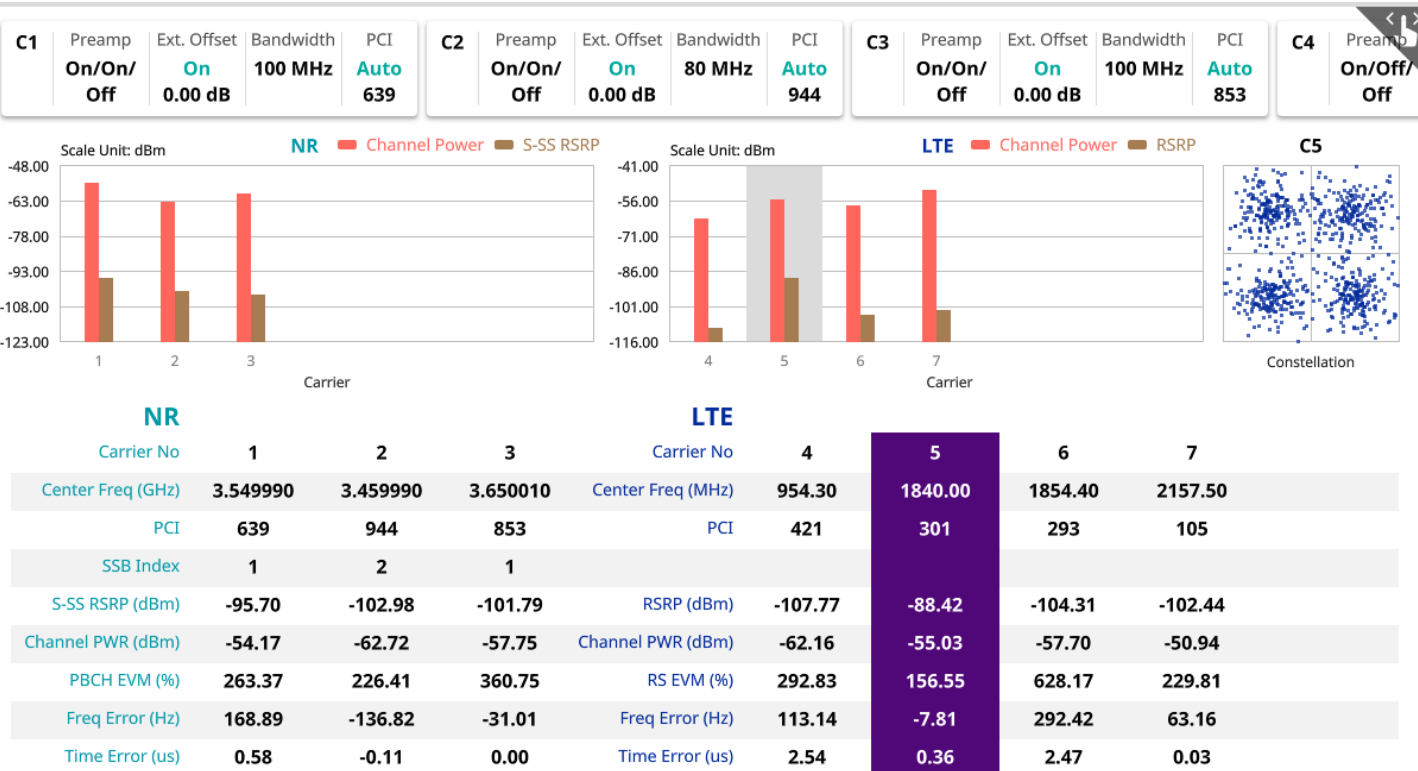 C1 Preamp Ext. Offset Bandwidth PCI C2 Preamp Ext. Offset Bandwidth PCI C3 Preamp Ext. Offset Bandwidth PCI C4 Preamp
On/On/ On 100 MHz Auto On/On/ On 80 MHz Auto On/On/ On 100 MHz Auto On/Off/
Off 0.00 dB 639 Off 0.00 dB 944 Off 0.00 dB 853 Off
Scale Unit: dBm NR Channel Power S-SS RSRP
-48.00
-63.00
-78.00
-93.00
-108.00
-123.00
1 2 3
Carrier
Scale Unit: dBm LTE Channel Power RSRP
-41.00
-56.00
-71.00
-86.00
-101.00
-116.00
4 5 6 7
Carrier
C5
Constellation
NR LTE
Carrier No 1 2 3 Carrier No 4 5 6 7
Center Freq (GHz) 3.549990 3.459990 3.650010 Center Freq (MHz) 954.30 1840.00 1854.40 2157.50
PCI 639 944 853 PCI 421 301 293 105
SSB Index 1 2 1
S-SS RSRP (dBm) -95.70 -102.98 -101.79 RSRP (dBm) -107.77 -88.42 -104.31 -102.44
Channel PWR (dBm) -54.17 -62.72 -57.75 Channel PWR (dBm) -62.16 -55.03 -57.70 -50.94
PBCH EVM (%) 263.37 226.41 360.75 RS EVM (%) 292.83 156.55 628.17 229.81
Freq Error (Hz) 168.89 -136.82 -31.01 Freq Error (Hz) 113.14 -7.81 292.42 63.16
Time Error (us) 0.58 -0.11 0.00 Time Error (us) 2.54 0.36 2.47 0.03